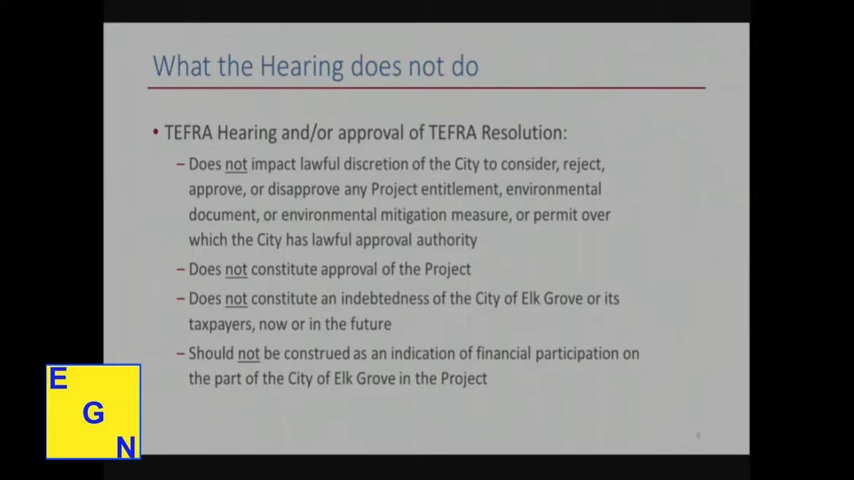 What the Hearing does not do
• TEFRA Hearing and/or approval of TEFRA Resolution:
– Does not impact lawful discretion of the City to consider, reject,
approve, or disapprove any Project entitlement, environmental
document, or environmental mitigation measure, or permit over
which the City has lawful approval authority
– Does not constitute approval of the Project
– Does not constitute an indebtedness of the City of Elk Grove or its
taxpayers, now or in the future
– Should not be construed as an indication of financial participation on
the part of the City of Elk Grove in the Project
E
G
N